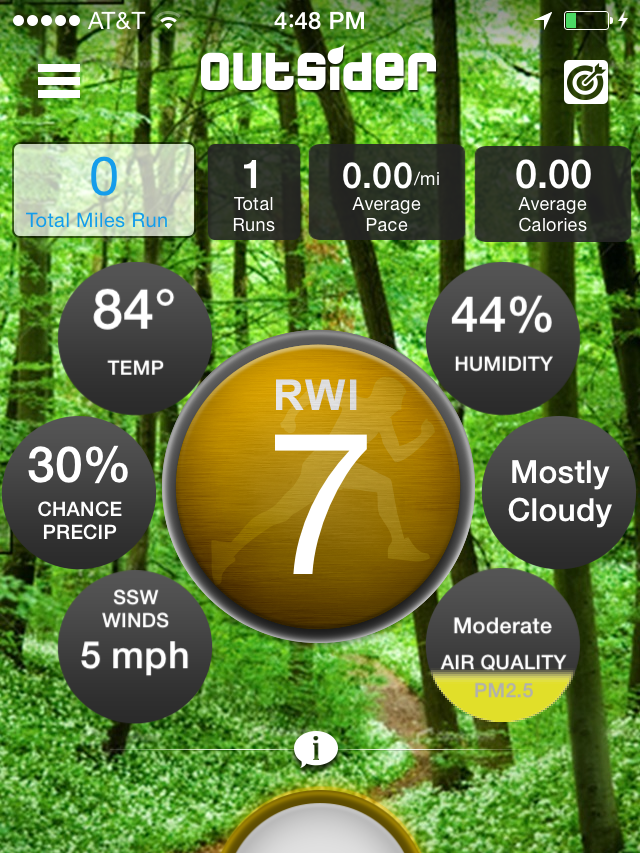 AT&T 4:48 PM
outsider
0
Total Miles Run
1
Total
Runs
0.00/mi
Average
Pace
0.00
Average
Calories
84°
TEMP
44%
HUMIDITY
RWI
7
30%
CHANCE
PRECIP
Mostly
Cloudy
SSW
WINDS
5 mph
Moderate
AIR QUALITY
PM2.5
i